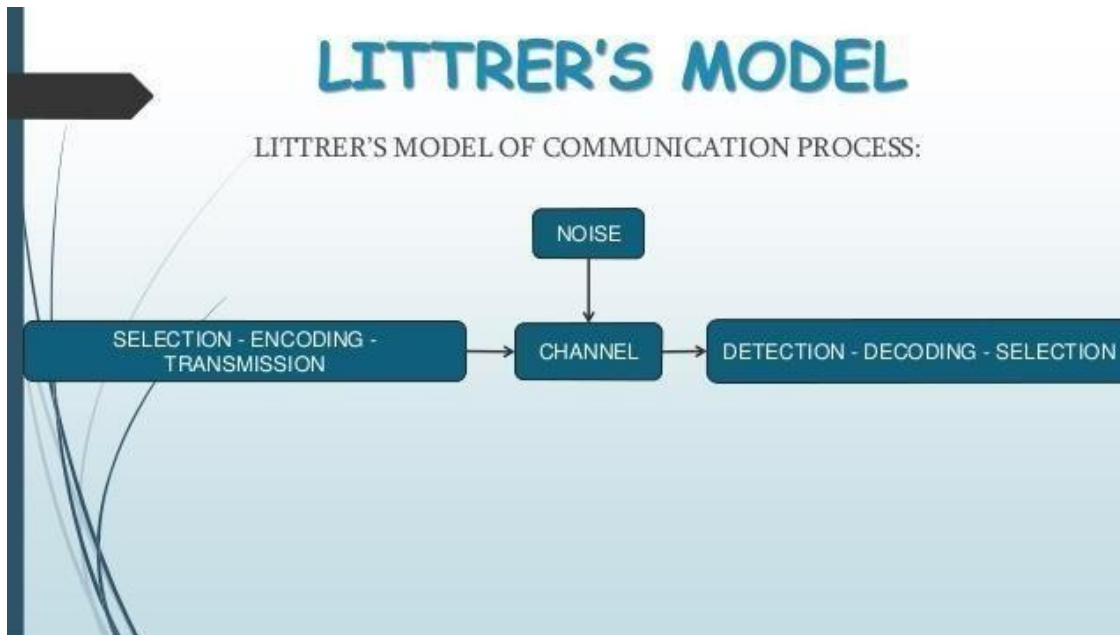 LITTRER'S MODEL
LITTRER'S MODEL OF COMMUNICATION PROCESS:
NOISE
SELECTION - ENCODING -
TRANSMISSION
CHANNEL
DETECTION - DECODING - SELECTION